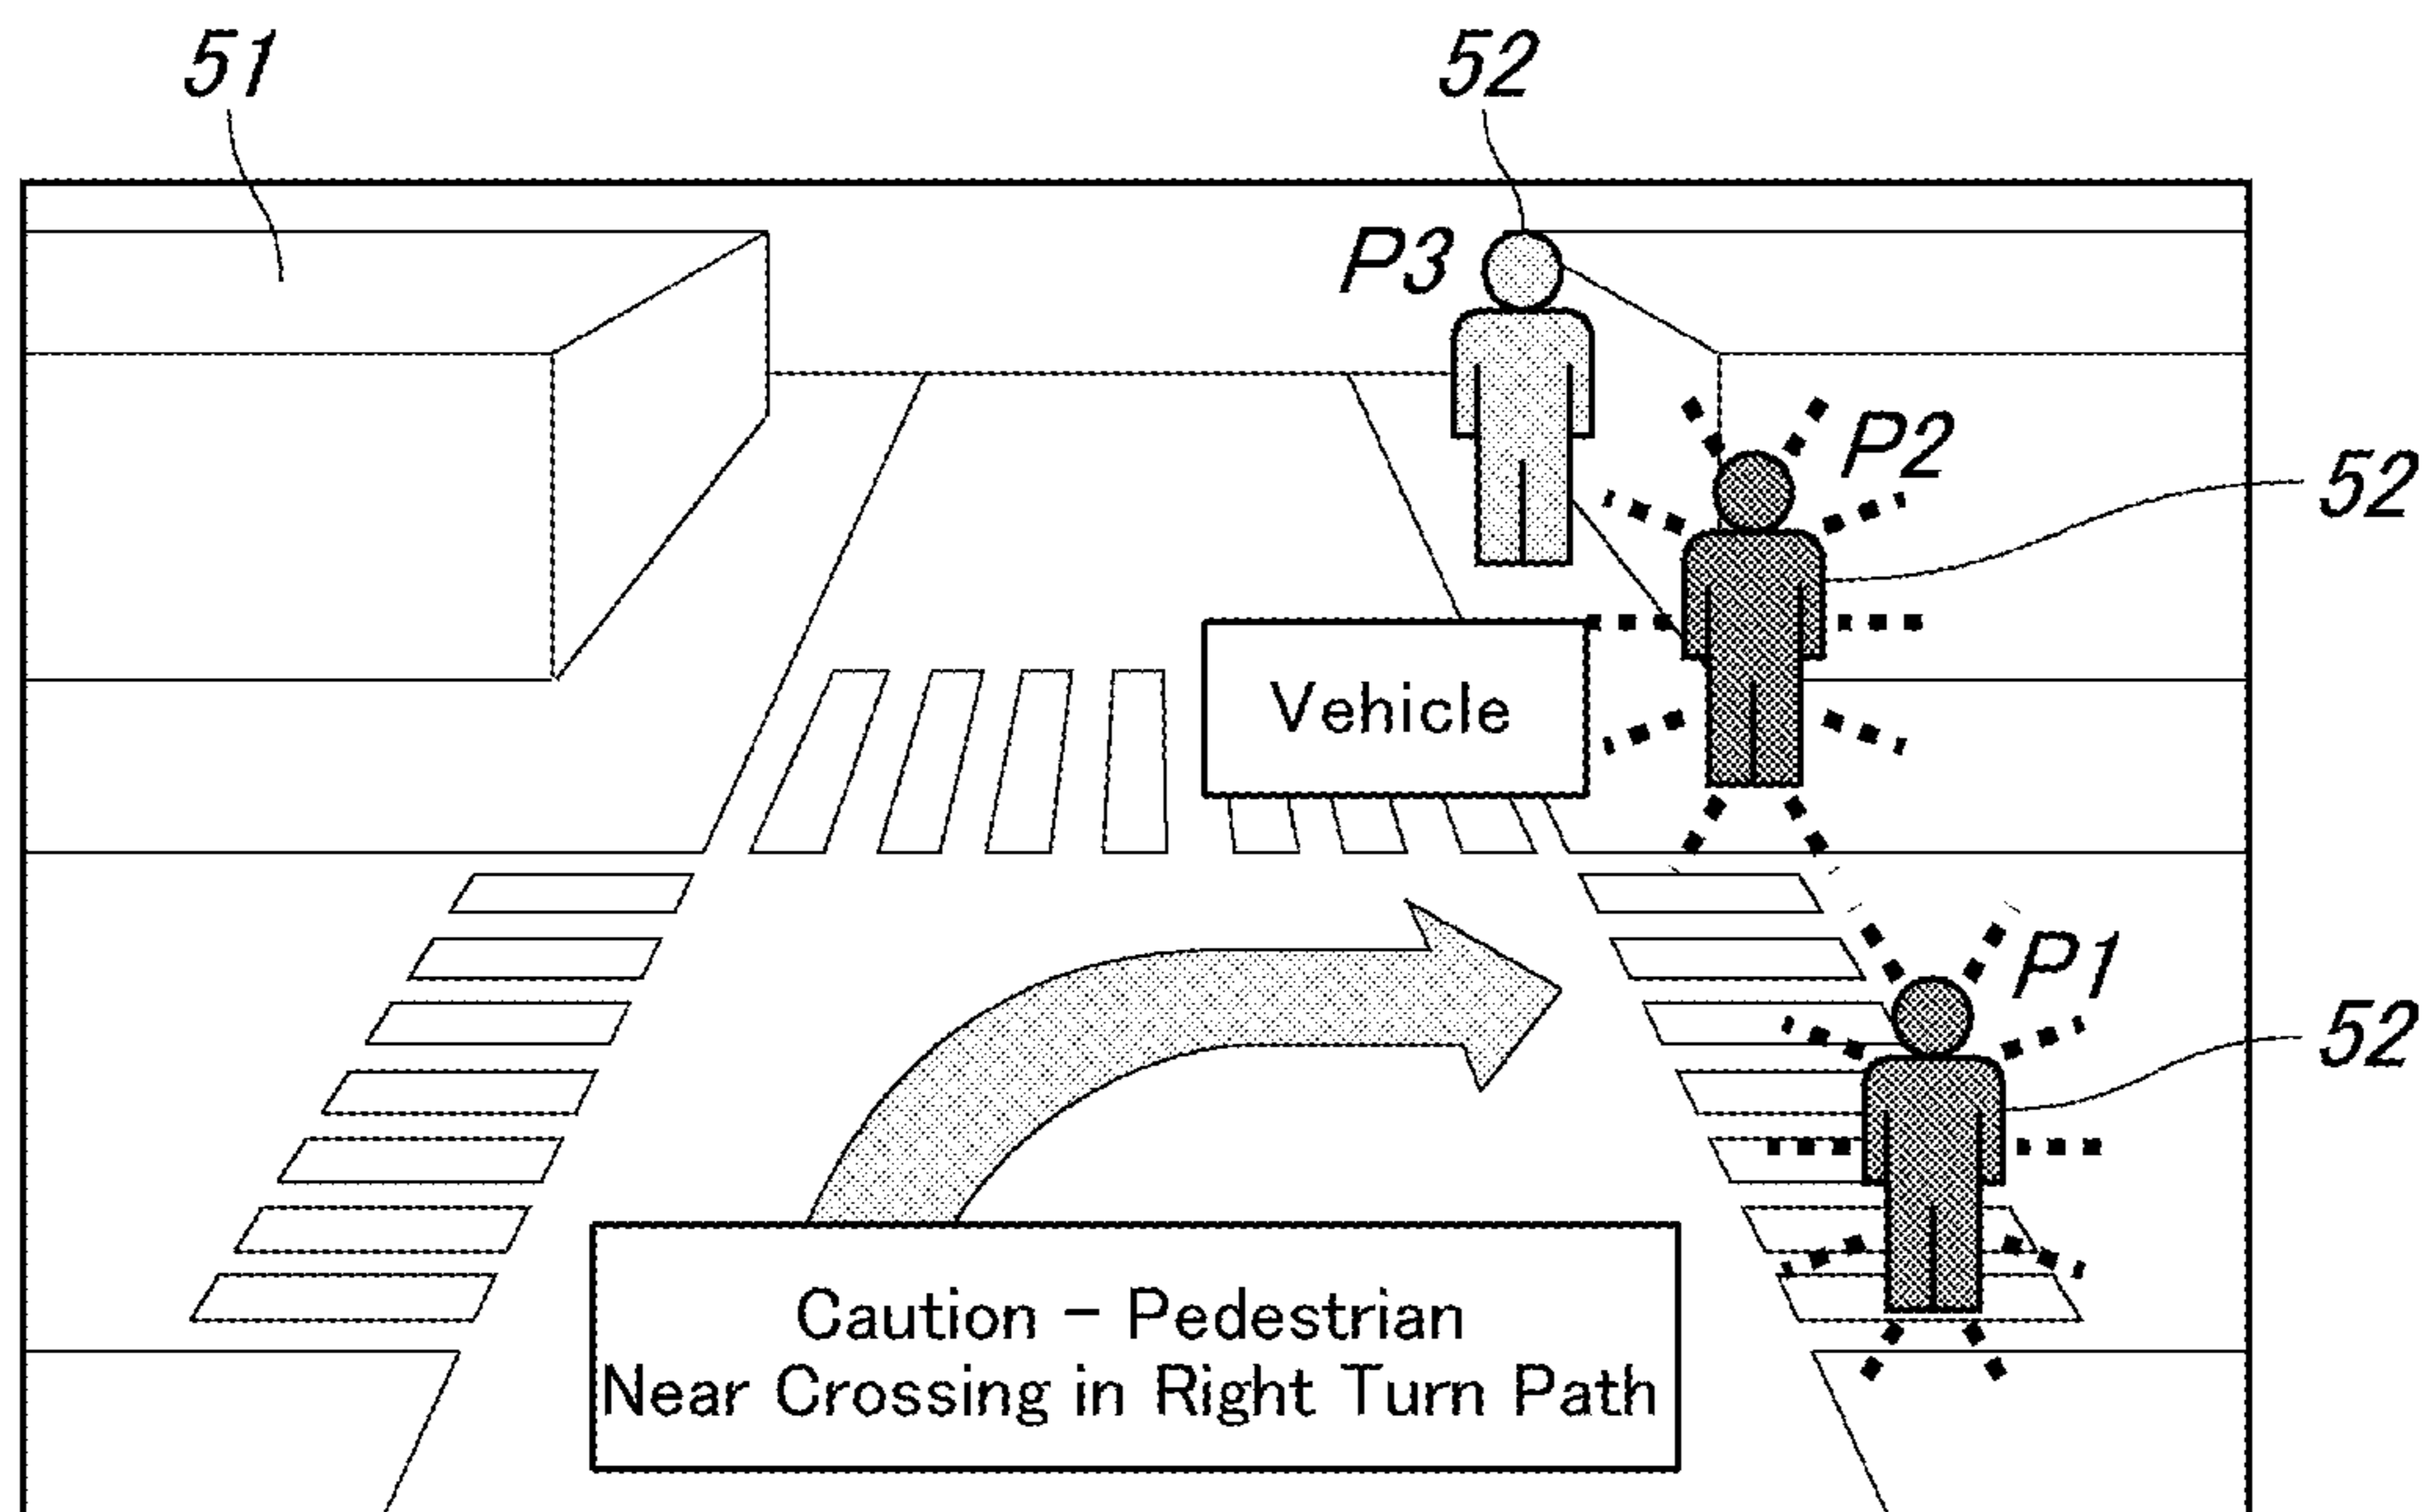 51
52
P3
P2
52
Vehicle
P1
52
Caution – Pedestrian
Near Crossing in Right Turn Path